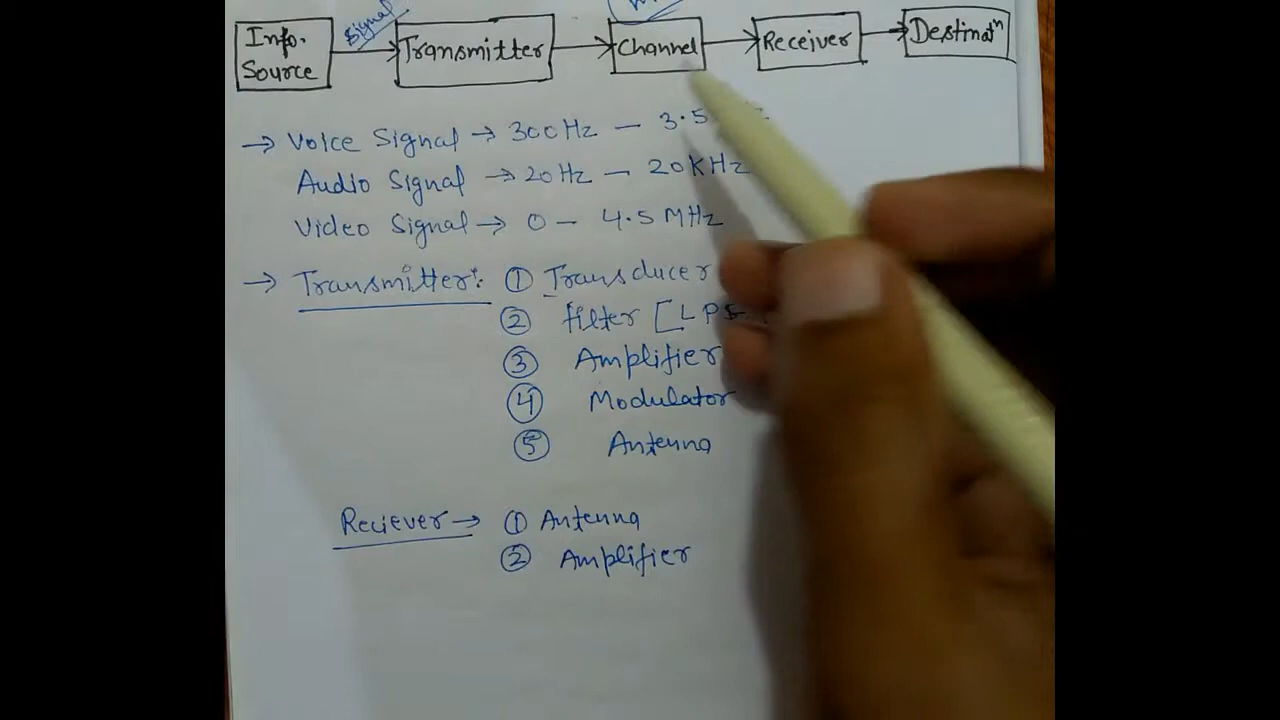 Signal
Info. Source → Transmitter → Channel → Receiver → Destinatn
→ Voice Signal → 300Hz — 3.5
Audio Signal → 20Hz — 20KHz
Video Signal → 0 — 4.5 MHz
→ Transmitter: ① Transducer
② filter [LPF
③ Amplifier
④ Modulator
⑤ Antenna
Reciever → ① Antenna
② Amplifier